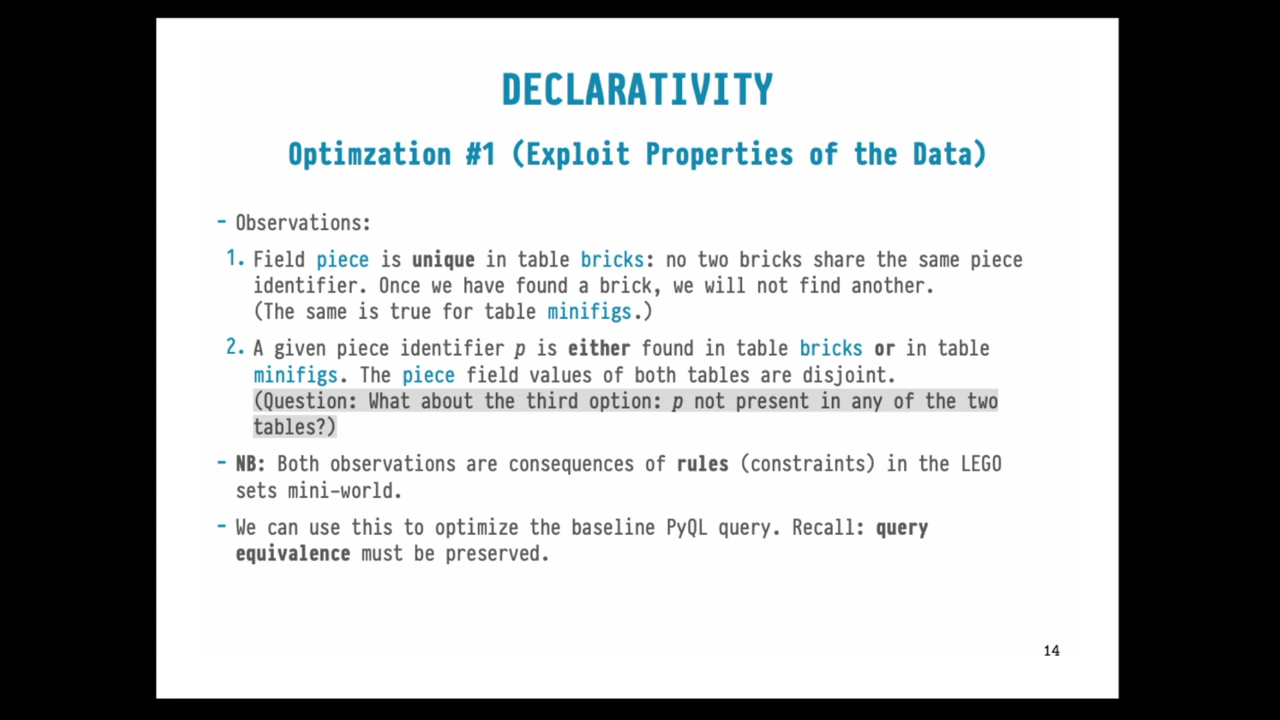 DECLARATIVITY
Optimzation #1 (Exploit Properties of the Data)
– Observations:
1. Field piece is unique in table bricks: no two bricks share the same piece
identifier. Once we have found a brick, we will not find another.
(The same is true for table minifigs.)
2. A given piece identifier p is either found in table bricks or in table
minifigs. The piece field values of both tables are disjoint.
(Question: What about the third option: p not present in any of the two
tables?)
– NB: Both observations are consequences of rules (constraints) in the LEGO
sets mini-world.
– We can use this to optimize the baseline PyQL query. Recall: query
equivalence must be preserved.
14